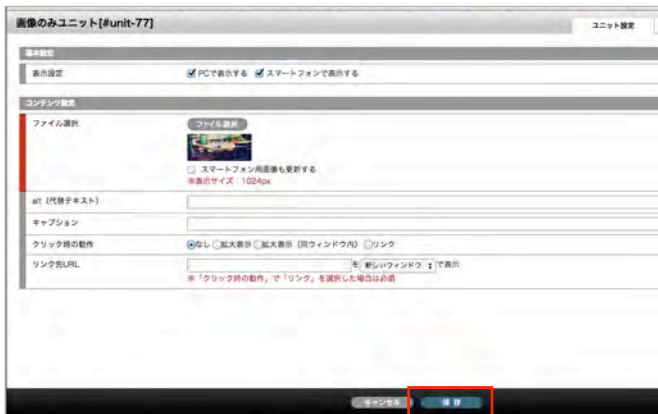 画像のみユニット[#unit-77]
ユニット設定
基本設定
表示設定
PCで表示する スマートフォンで表示する
コンテンツ設定
ファイル選択
ファイル選択
スマートフォン用画像も更新する
※表示サイズ：1024px
alt（代替テキスト）
キャプション
クリック時の動作
なし 拡大表示 拡大表示（同ウィンドウ内） リンク
リンク先URL
を 新しいウィンドウ で表示
※「クリック時の動作」で「リンク」を選択した場合は必須
キャンセル
保存